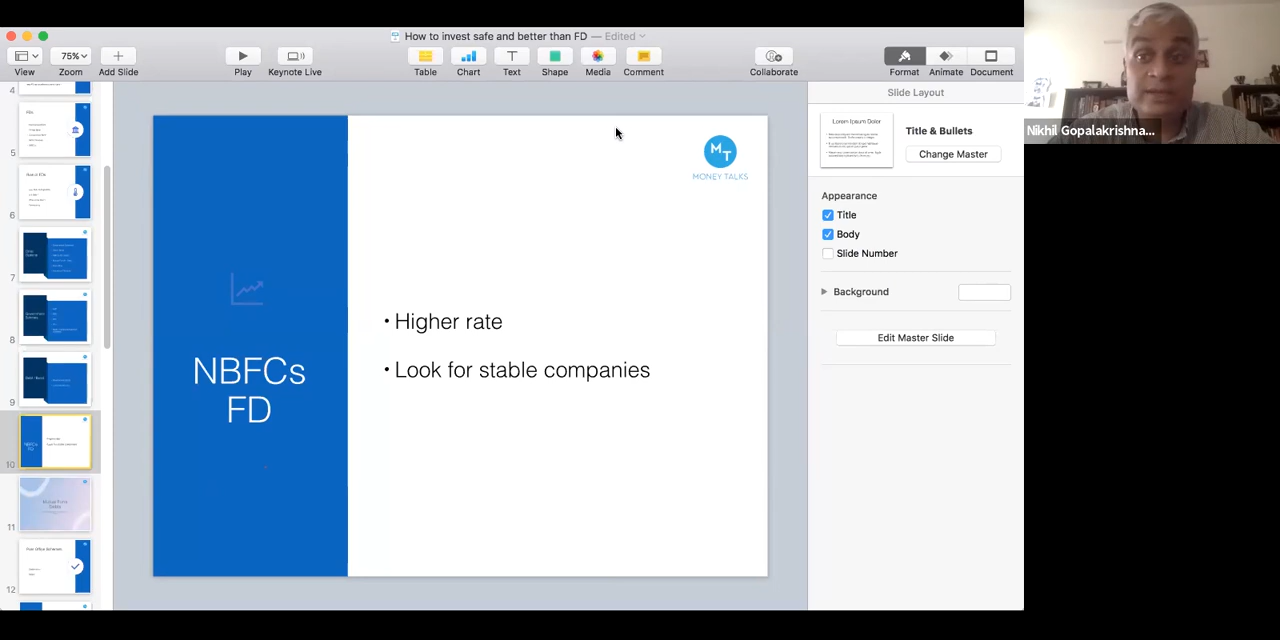 How to invest safe and better than FD — Edited
75%
View
Zoom
Add Slide
Play
Keynote Live
Table
Chart
Text
Shape
Media
Comment
Collaborate
Format
Animate
Document
4
5
6
7
8
9
10
11
12
NBFCs
FD
MT
MONEY TALKS
• Higher rate
• Look for stable companies
Slide Layout
Lorem Ipsum Dolor
Title & Bullets
Change Master
Appearance
Title
Body
Slide Number
Background
Edit Master Slide
Nikhil Gopalakrishna...